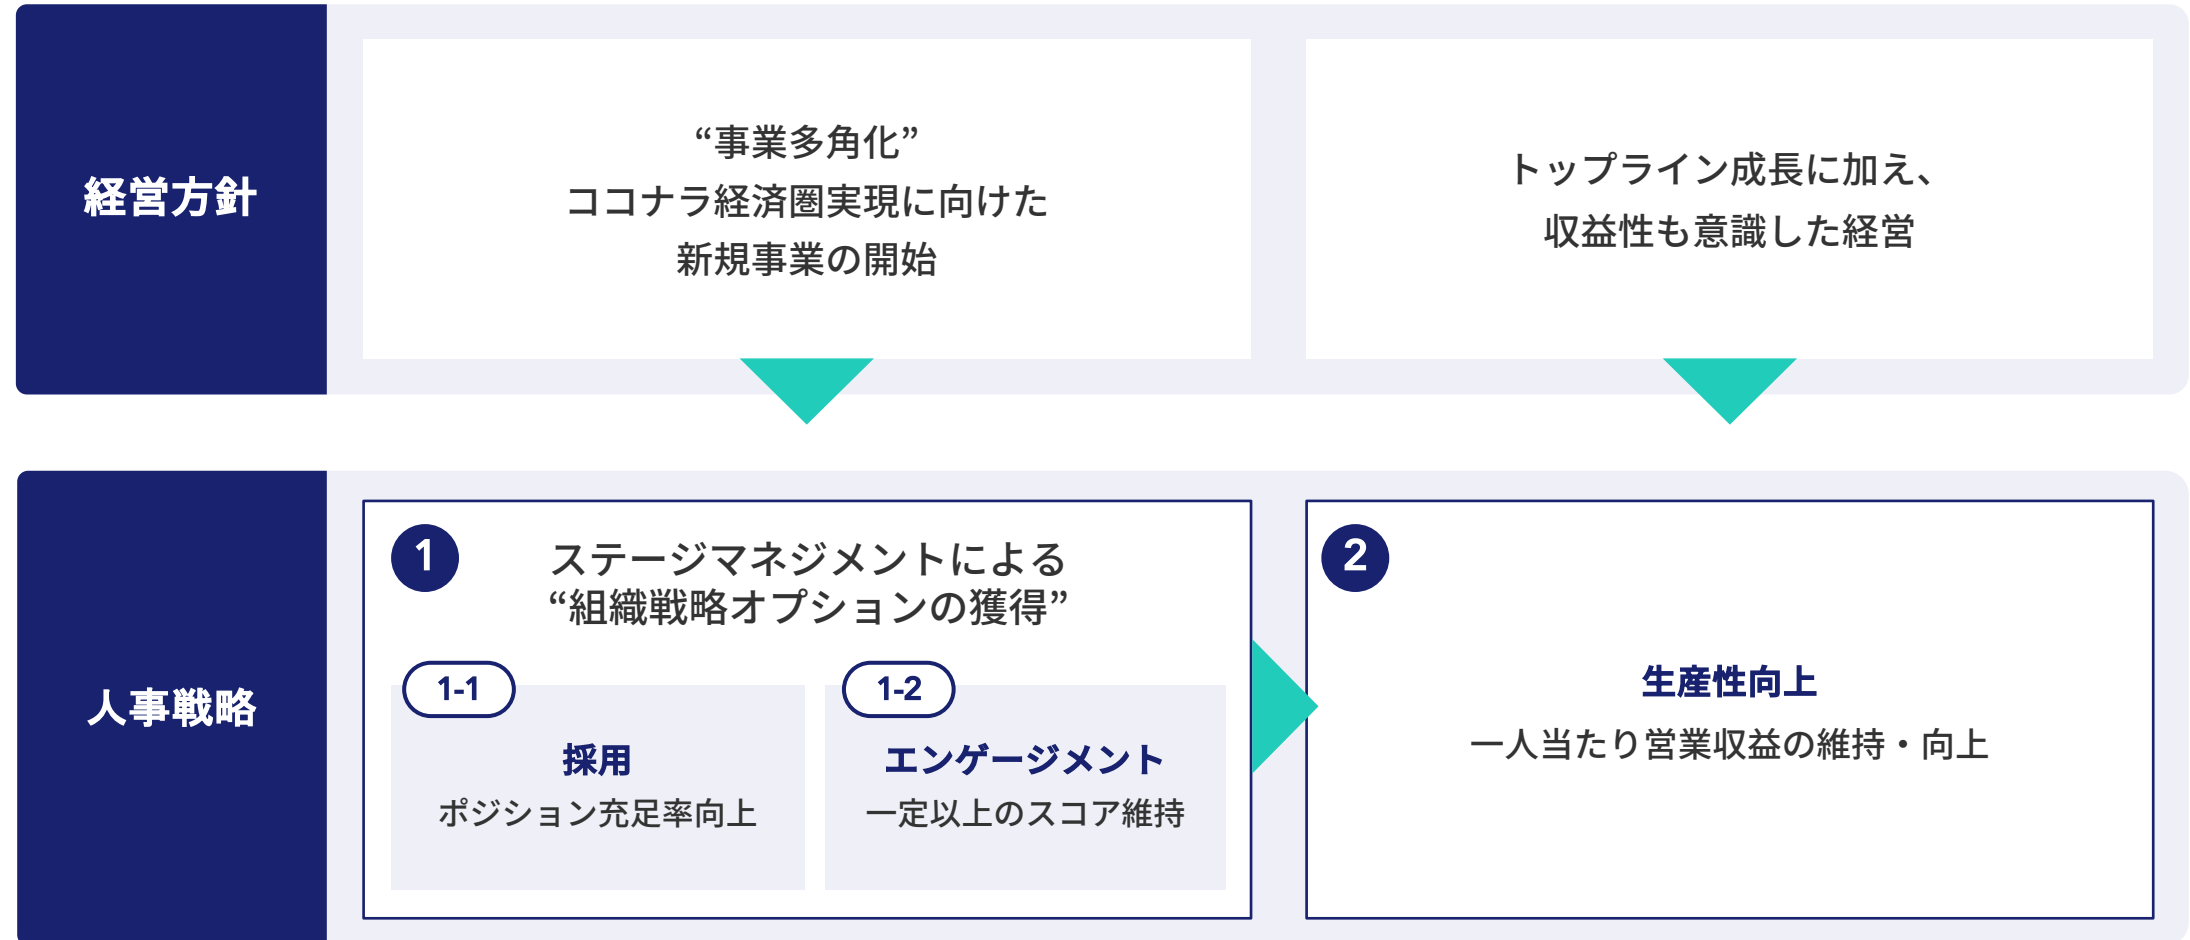 経営方針
“事業多角化”
ココナラ経済圏実現に向けた
新規事業の開始
トップライン成長に加え、
収益性も意識した経営
人事戦略
1
ステージマネジメントによる
“組織戦略オプションの獲得”
1-1
採用
ポジション充足率向上
1-2
エンゲージメント
一定以上のスコア維持
2
生産性向上
一人当たり営業収益の維持・向上